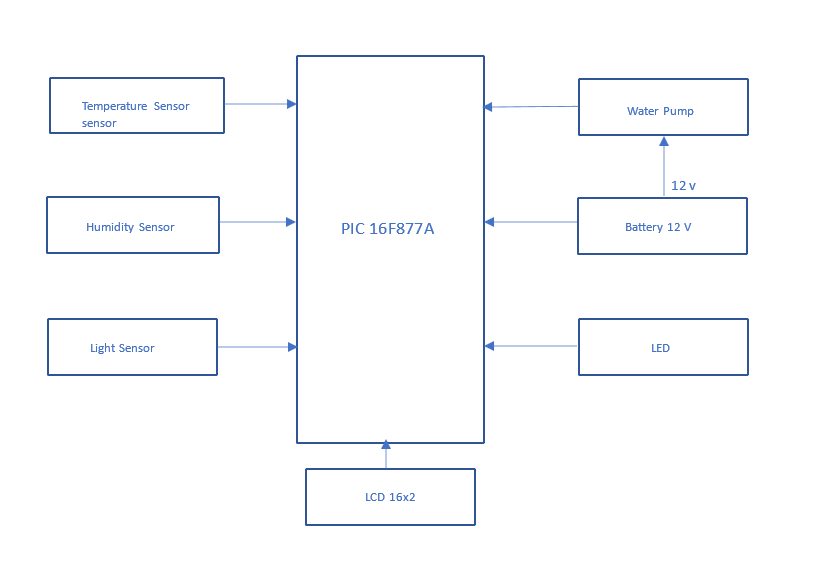 Temperature Sensor
sensor
Water Pump
12 v
Humidity Sensor
PIC 16F877A
Battery 12 V
Light Sensor
LED
LCD 16x2